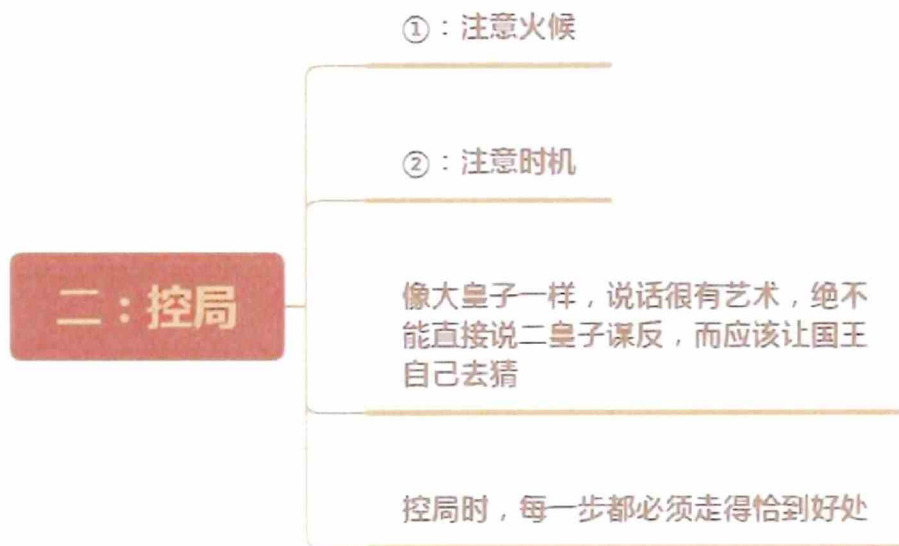 ①：注意火候
②：注意时机
二：控局
像大皇子一样，说话很有艺术，绝不
能直接说二皇子谋反，而应该让国王
自己去猜
控局时，每一步都必须走得恰到好处